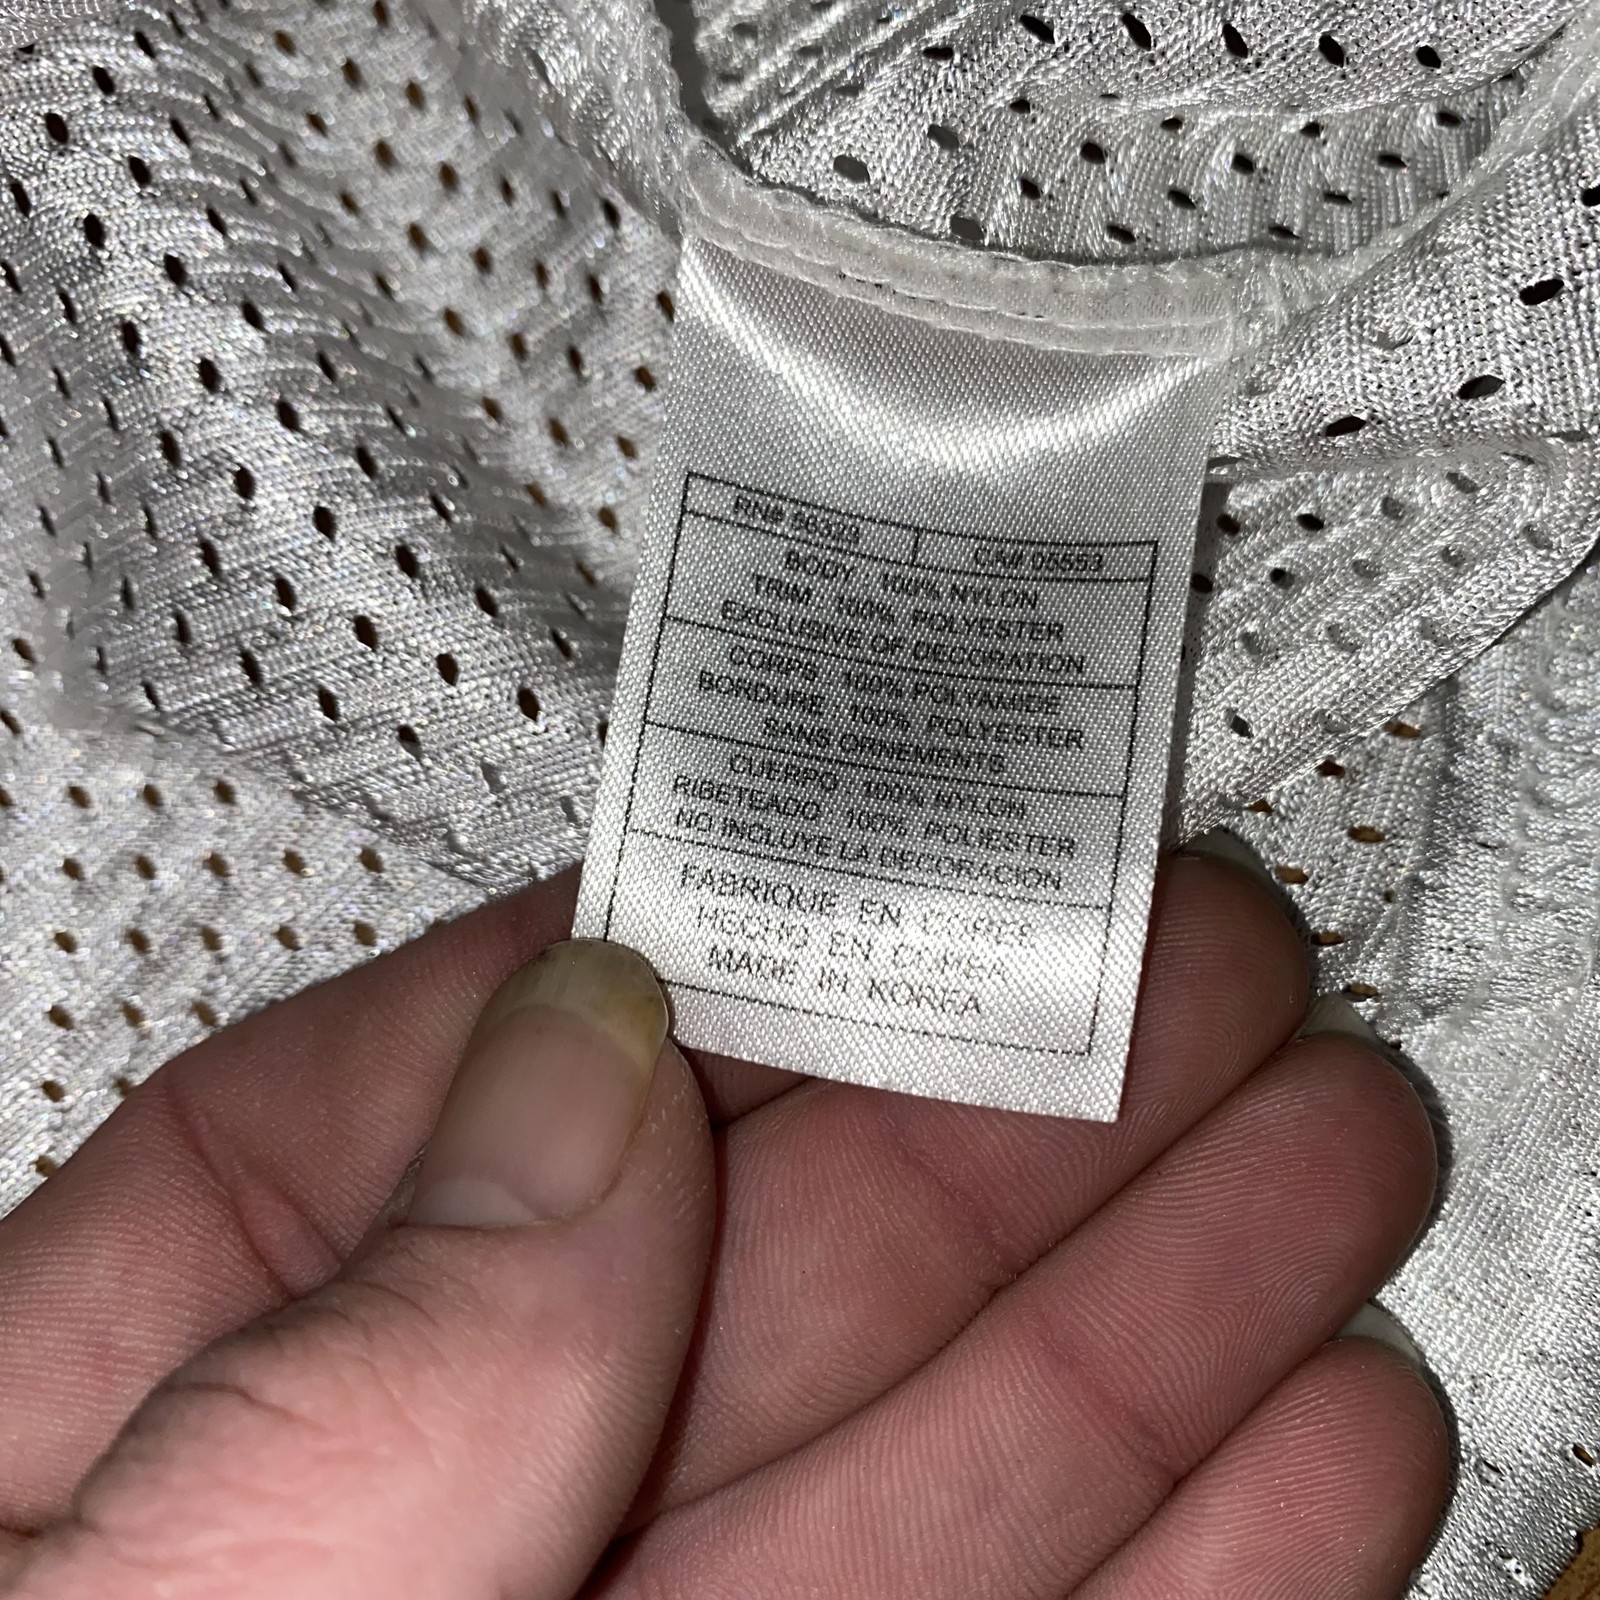 RN# 56323 CA# 05553
BODY : 100% NYLON
TRIM : 100% POLYESTER
EXCLUSIVE OF DECORATION
CORPS : 100% POLYAMIDE
BORDURE : 100% POLYESTER
SANS ORNEMENTS
CUERPO : 100% NYLON
RIBETEADO : 100% POLIESTER
NO INCLUYE LA DECORACION
FABRIQUE EN COREE
HECHO EN COREA
MADE IN KOREA